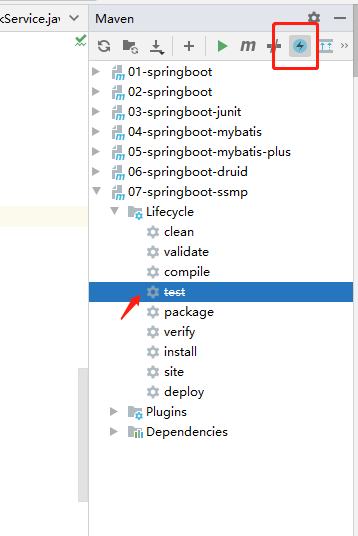 kService.java
Maven
m
01-springboot
02-springboot
03-springboot-junit
04-springboot-mybatis
05-springboot-mybatis-plus
06-springboot-druid
07-springboot-ssmp
Lifecycle
clean
validate
compile
test
package
verify
install
site
deploy
Plugins
Dependencies